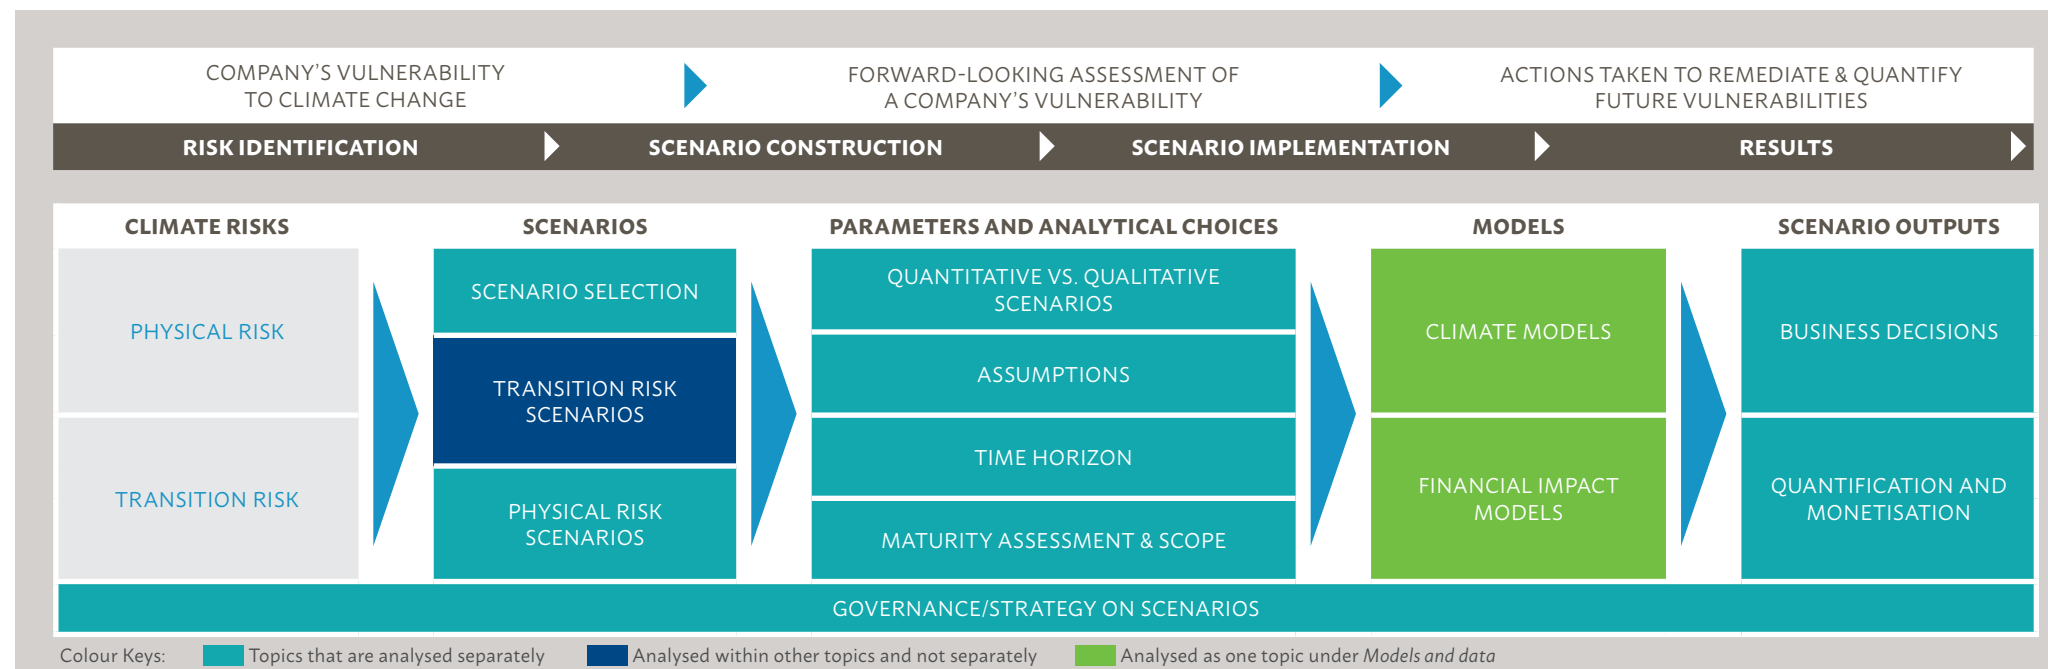 COMPANY'S VULNERABILITY
TO CLIMATE CHANGE
FORWARD-LOOKING ASSESSMENT OF
A COMPANY'S VULNERABILITY
ACTIONS TAKEN TO REMEDIATE & QUANTIFY
FUTURE VULNERABILITIES
RISK IDENTIFICATION
SCENARIO CONSTRUCTION
SCENARIO IMPLEMENTATION
RESULTS
CLIMATE RISKS
PHYSICAL RISK
TRANSITION RISK
SCENARIOS
SCENARIO SELECTION
TRANSITION RISK
SCENARIOS
PHYSICAL RISK
SCENARIOS
PARAMETERS AND ANALYTICAL CHOICES
QUANTITATIVE VS. QUALITATIVE
SCENARIOS
ASSUMPTIONS
TIME HORIZON
MATURITY ASSESSMENT & SCOPE
MODELS
CLIMATE MODELS
FINANCIAL IMPACT
MODELS
SCENARIO OUTPUTS
BUSINESS DECISIONS
QUANTIFICATION AND
MONETISATION
GOVERNANCE/STRATEGY ON SCENARIOS
Colour Keys:
Topics that are analysed separately
Analysed within other topics and not separately
Analysed as one topic under Models and data